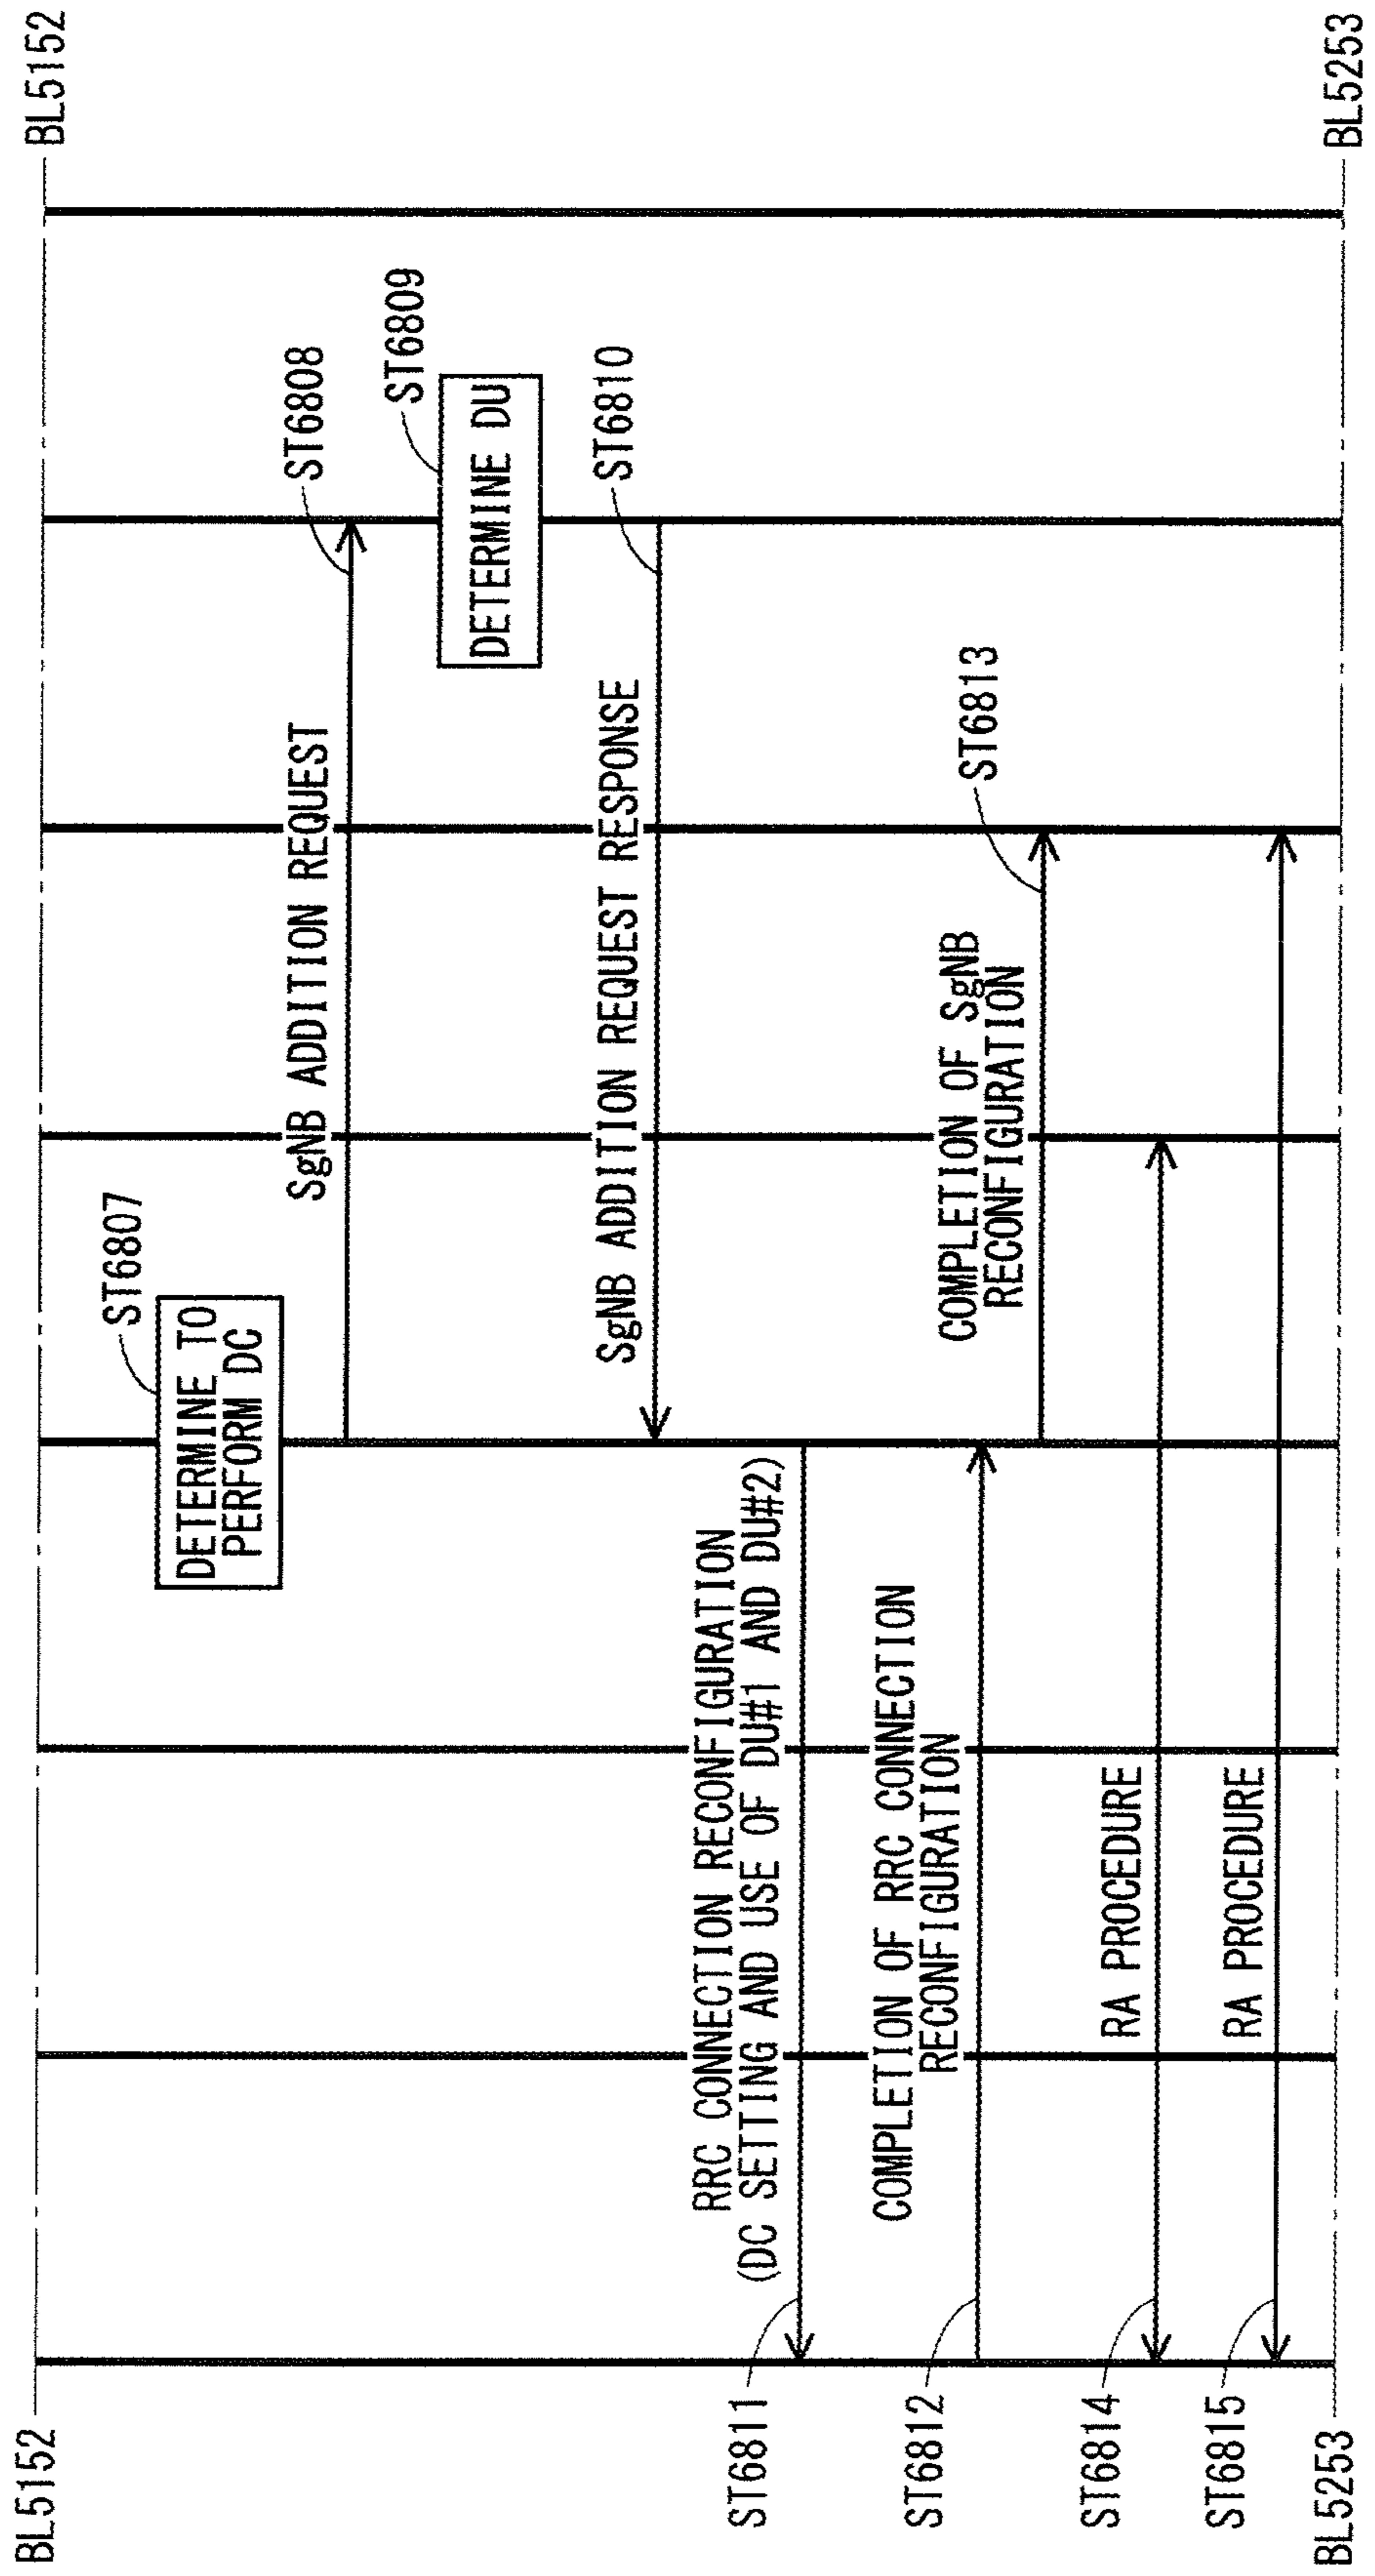 BL5152
BL5152
ST6807
DETERMINE TO
PERFORM DC
SgNB ADDITION REQUEST
ST6808
ST6809
DETERMINE DU
SgNB ADDITION REQUEST RESPONSE
ST6810
ST6811
RRC CONNECTION RECONFIGURATION
(DC SETTING AND USE OF DU#1 AND DU#2)
ST6812
COMPLETION OF RRC CONNECTION
RECONFIGURATION
COMPLETION OF SgNB
RECONFIGURATION
ST6813
ST6814
RA PROCEDURE
ST6815
RA PROCEDURE
BL5253
BL5253